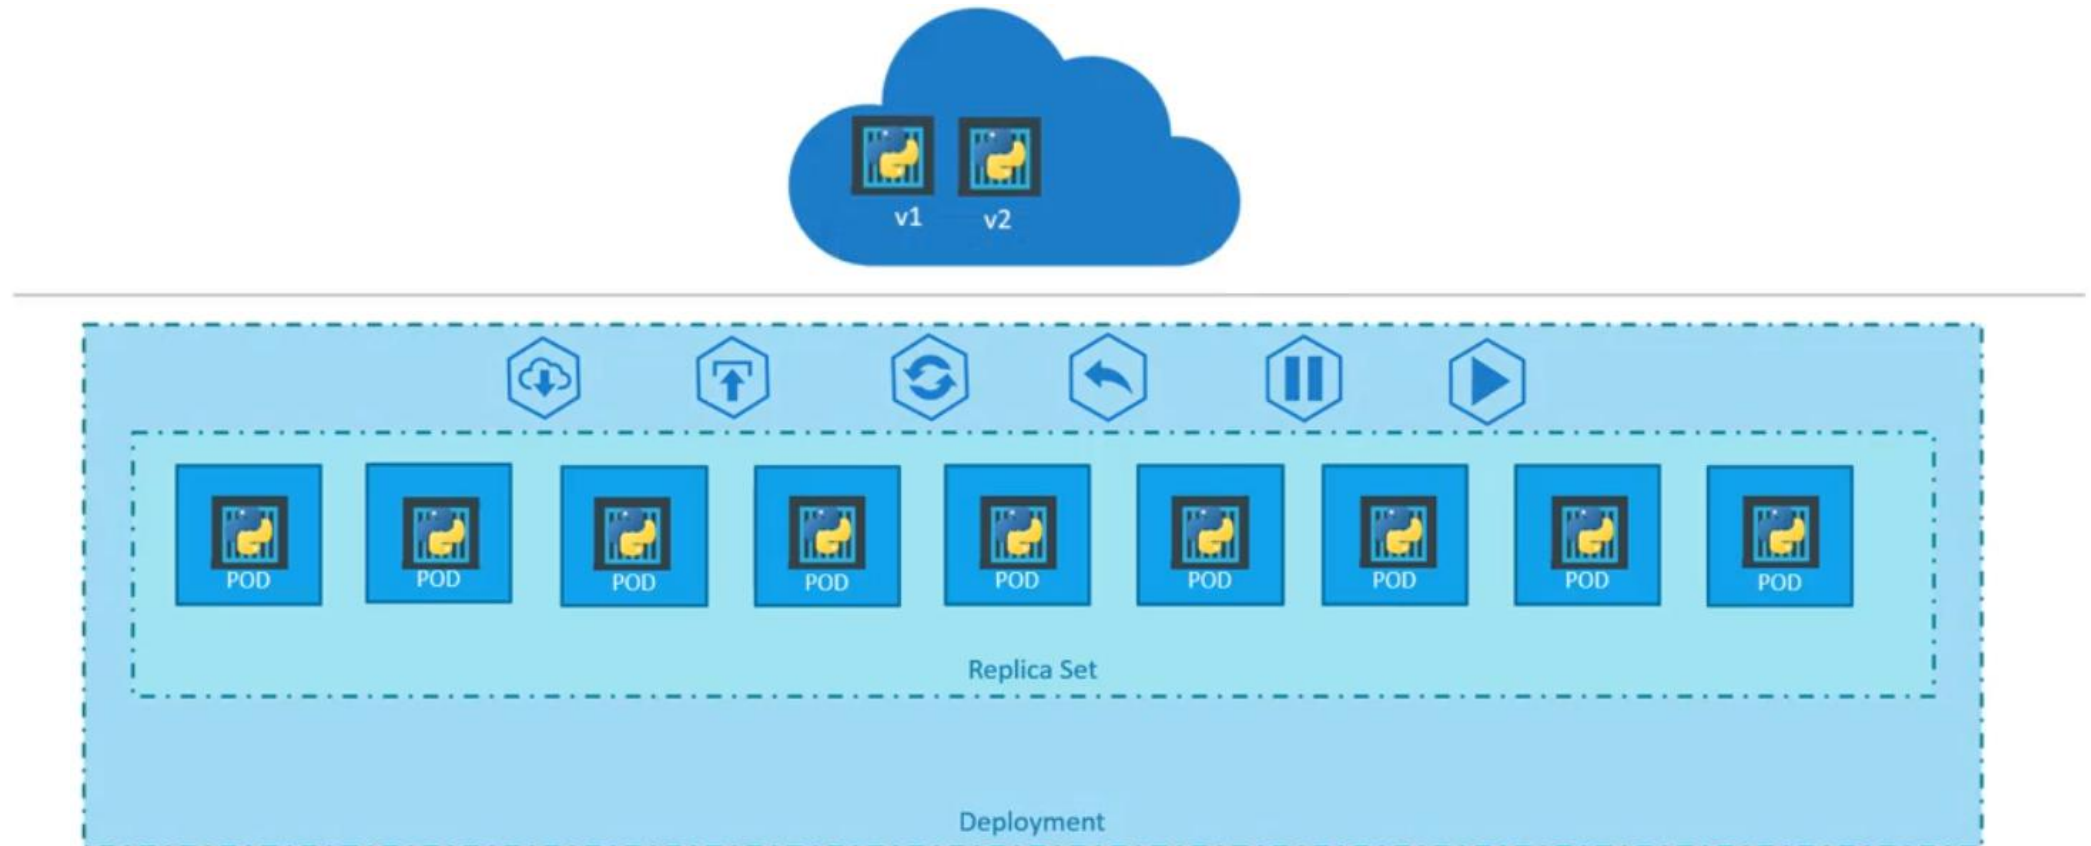 v1 v2
POD POD POD POD POD POD POD POD POD
Replica Set
Deployment